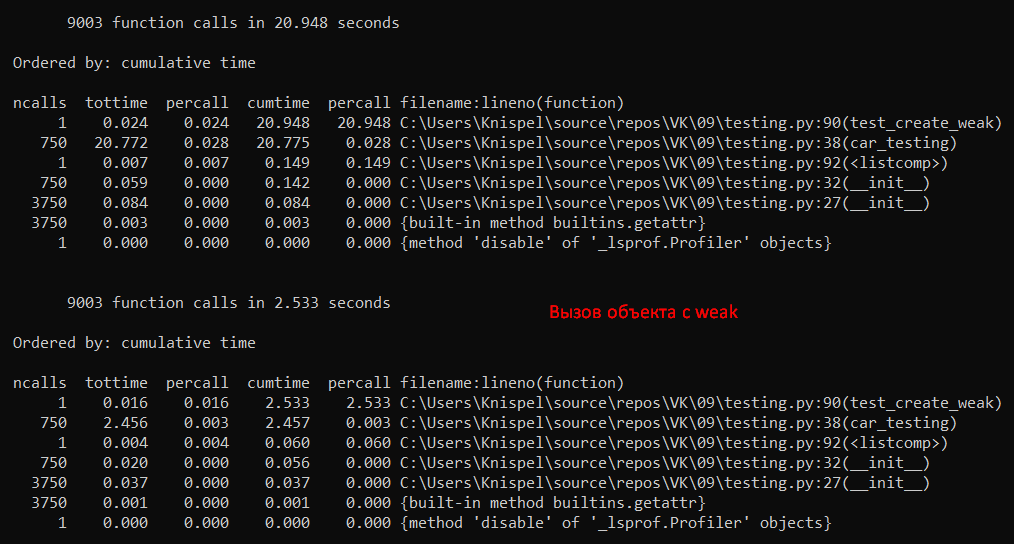 9003 function calls in 20.948 seconds
Ordered by: cumulative time
ncalls tottime percall cumtime percall filename:lineno(function)
1 0.024 0.024 20.948 20.948 C:\Users\Knispel\source\repos\VK\09\testing.py:90(test_create_weak)
750 20.772 0.028 20.775 0.028 C:\Users\Knispel\source\repos\VK\09\testing.py:38(car_testing)
1 0.007 0.007 0.149 0.149 C:\Users\Knispel\source\repos\VK\09\testing.py:92(<listcomp>)
750 0.059 0.000 0.142 0.000 C:\Users\Knispel\source\repos\VK\09\testing.py:32(__init__)
3750 0.084 0.000 0.084 0.000 C:\Users\Knispel\source\repos\VK\09\testing.py:27(__init__)
3750 0.003 0.000 0.003 0.000 {built-in method builtins.getattr}
1 0.000 0.000 0.000 0.000 {method 'disable' of '_lsprof.Profiler' objects}
9003 function calls in 2.533 seconds
Вызов объекта с weak
Ordered by: cumulative time
ncalls tottime percall cumtime percall filename:lineno(function)
1 0.016 0.016 2.533 2.533 C:\Users\Knispel\source\repos\VK\09\testing.py:90(test_create_weak)
750 2.456 0.003 2.457 0.003 C:\Users\Knispel\source\repos\VK\09\testing.py:38(car_testing)
1 0.004 0.004 0.060 0.060 C:\Users\Knispel\source\repos\VK\09\testing.py:92(<listcomp>)
750 0.020 0.000 0.056 0.000 C:\Users\Knispel\source\repos\VK\09\testing.py:32(__init__)
3750 0.037 0.000 0.037 0.000 C:\Users\Knispel\source\repos\VK\09\testing.py:27(__init__)
3750 0.001 0.000 0.001 0.000 {built-in method builtins.getattr}
1 0.000 0.000 0.000 0.000 {method 'disable' of '_lsprof.Profiler' objects}